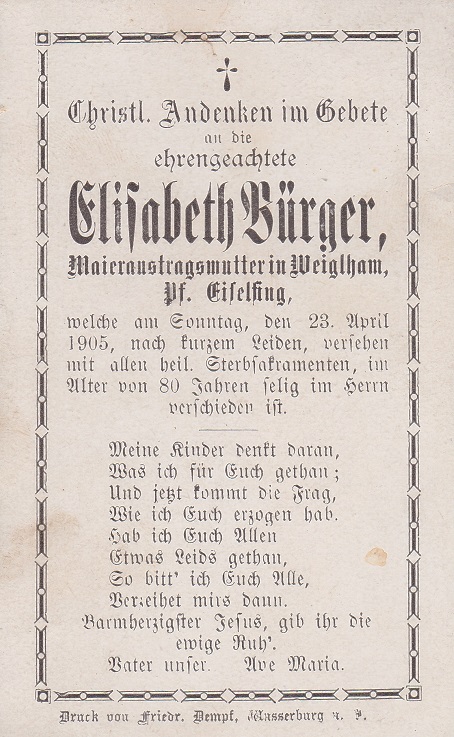 †
Christl. Andenken im Gebete
an die
ehrengeachtete
Elisabeth Bürger,
Maieraustragsmutter in Weiglham,
Pf. Eiselfing,
welche am Sonntag, den 23. April
1905, nach kurzem Leiden, versehen
mit allen heil. Sterbsakramenten, im
Alter von 80 Jahren selig im Herrn
verschieden ist.
Meine Kinder denkt daran,
Was ich für Euch gethan;
Und jetzt kommt die Frag,
Wie ich Euch erzogen hab.
Hab ich Euch Allen
Etwas Leids gethan,
So bitt' ich Euch Alle,
Verzeihet mirs dann.
Barmherzigster Jesus, gib ihr die
ewige Ruh'.
Vater unser. Ave Maria.
Druck von Friedr. Dempf, Wasserburg a. J.